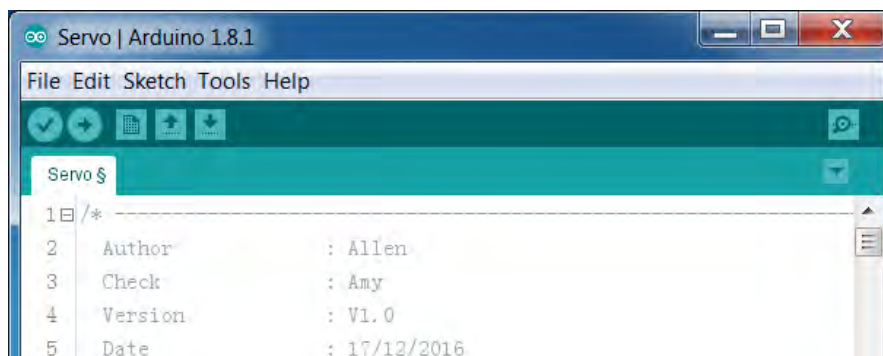 Servo | Arduino 1.8.1
File Edit Sketch Tools Help
Servo §
1 /* ------------------------------------------------------------
2 Author : Allen
3 Check : Amy
4 Version : V1.0
5 Date : 17/12/2016